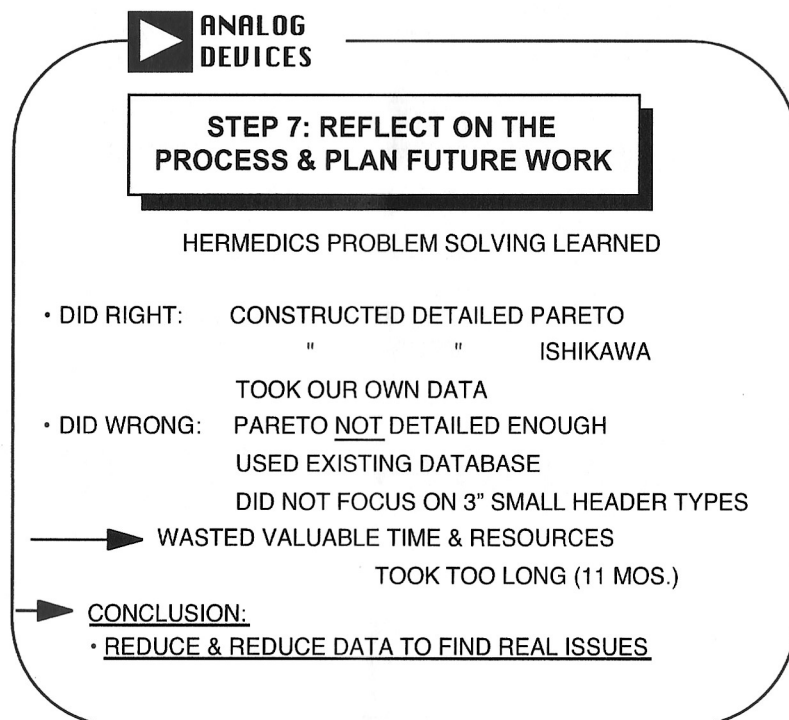 ANALOG
DEVICES
STEP 7: REFLECT ON THE
PROCESS & PLAN FUTURE WORK
HERMEDICS PROBLEM SOLVING LEARNED
• DID RIGHT: CONSTRUCTED DETAILED PARETO
" " ISHIKAWA
TOOK OUR OWN DATA
• DID WRONG: PARETO NOT DETAILED ENOUGH
USED EXISTING DATABASE
DID NOT FOCUS ON 3” SMALL HEADER TYPES
WASTED VALUABLE TIME & RESOURCES
TOOK TOO LONG (11 MOS.)
CONCLUSION:
• REDUCE & REDUCE DATA TO FIND REAL ISSUES